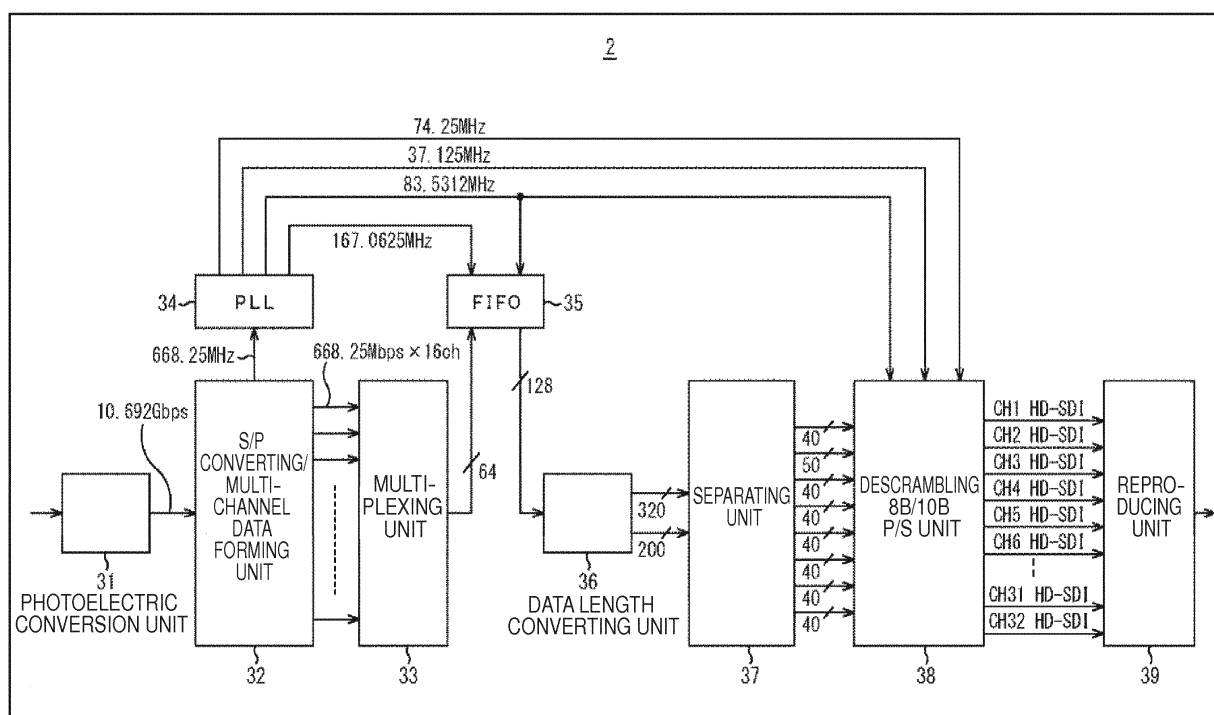 2
74.25MHz
37.125MHz
83.5312MHz
167.0625MHz
34
PLL
FIFO
35
668.25MHz
668.25Mbps×16ch
128
10.692Gbps
S/P
CONVERTING/
MULTI-
CHANNEL
DATA
FORMING
UNIT
MULTI-
PLEXING
UNIT
64
320
200
SEPARATING
UNIT
40
50
40
40
40
40
40
40
DESCRAMBLING
8B/10B
P/S UNIT
CH1 HD-SDI
CH2 HD-SDI
CH3 HD-SDI
CH4 HD-SDI
CH5 HD-SDI
CH6 HD-SDI
CH31 HD-SDI
CH32 HD-SDI
REPRO-
DUCING
UNIT
31
PHOTOELECTRIC
CONVERSION UNIT
36
DATA LENGTH
CONVERTING UNIT
32
33
37
38
39